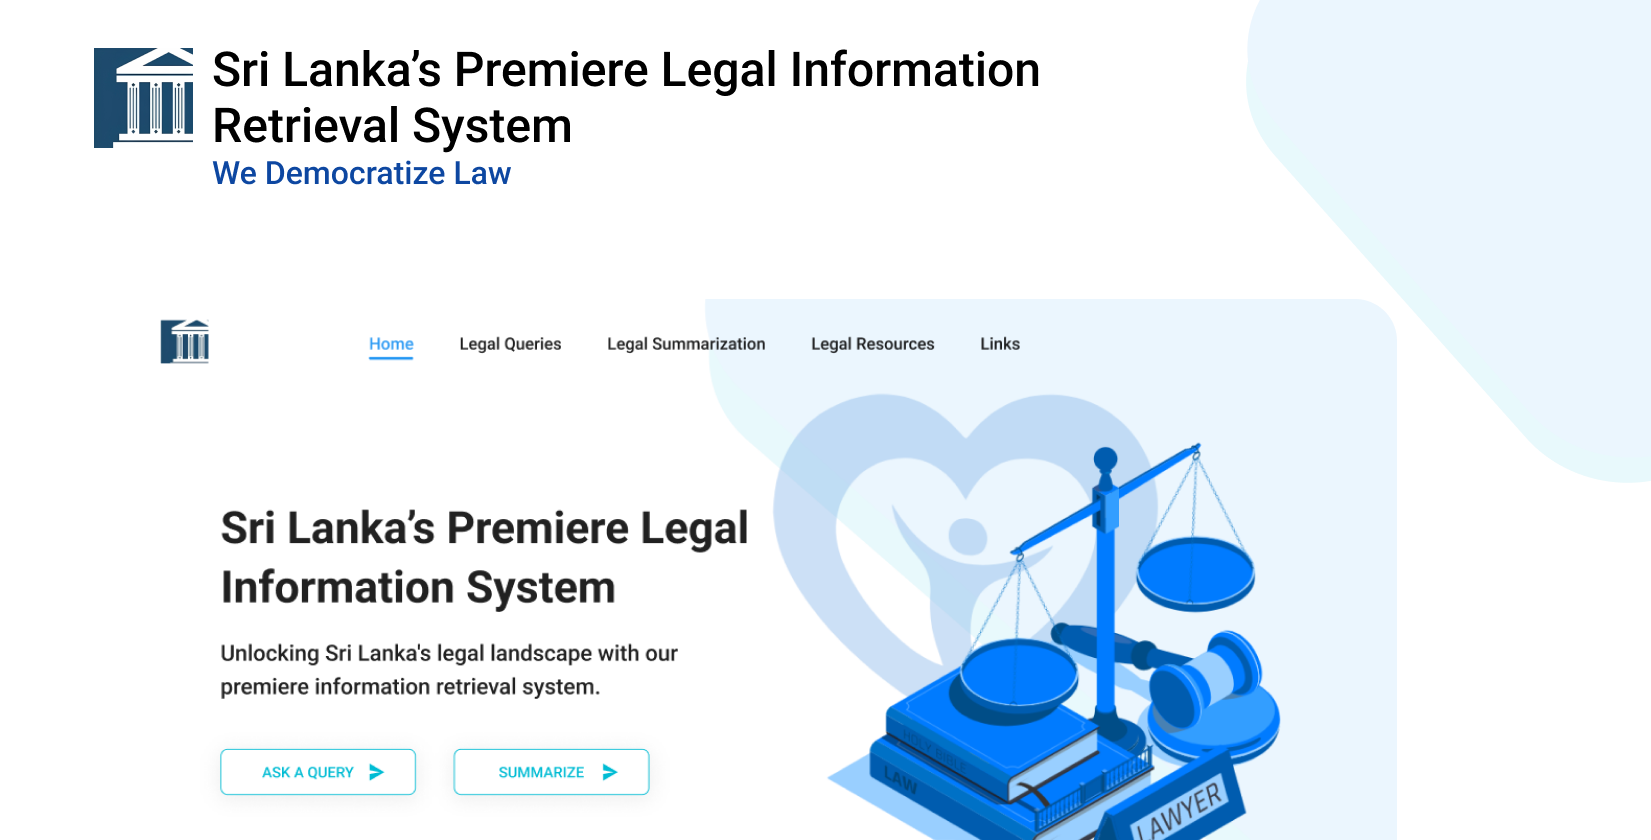 Sri Lanka’s Premiere Legal Information
Retrieval System
We Democratize Law
Home Legal Queries Legal Summarization Legal Resources Links
Sri Lanka’s Premiere Legal
Information System
Unlocking Sri Lanka's legal landscape with our
premiere information retrieval system.
ASK A QUERY SUMMARIZE
HOLY BIBLE
LAW
LAWYER